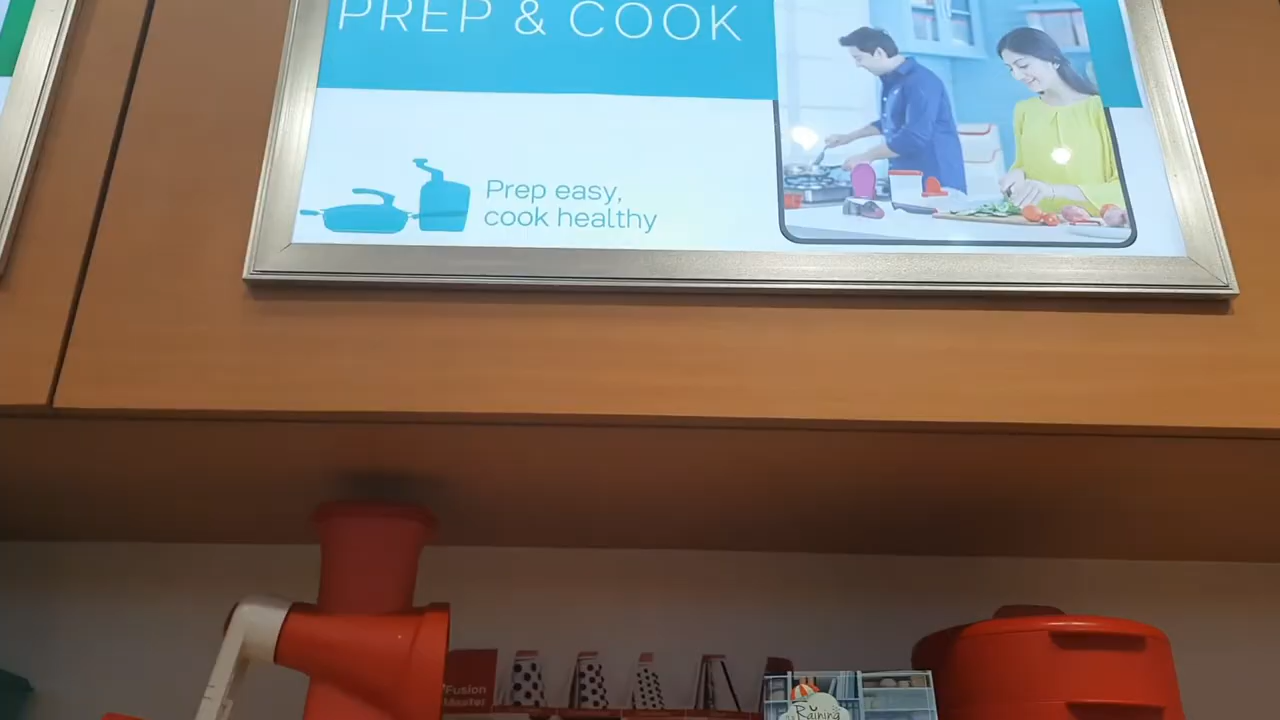 PREP & COOK
Prep easy,
cook healthy
Fusion
Master
Raining